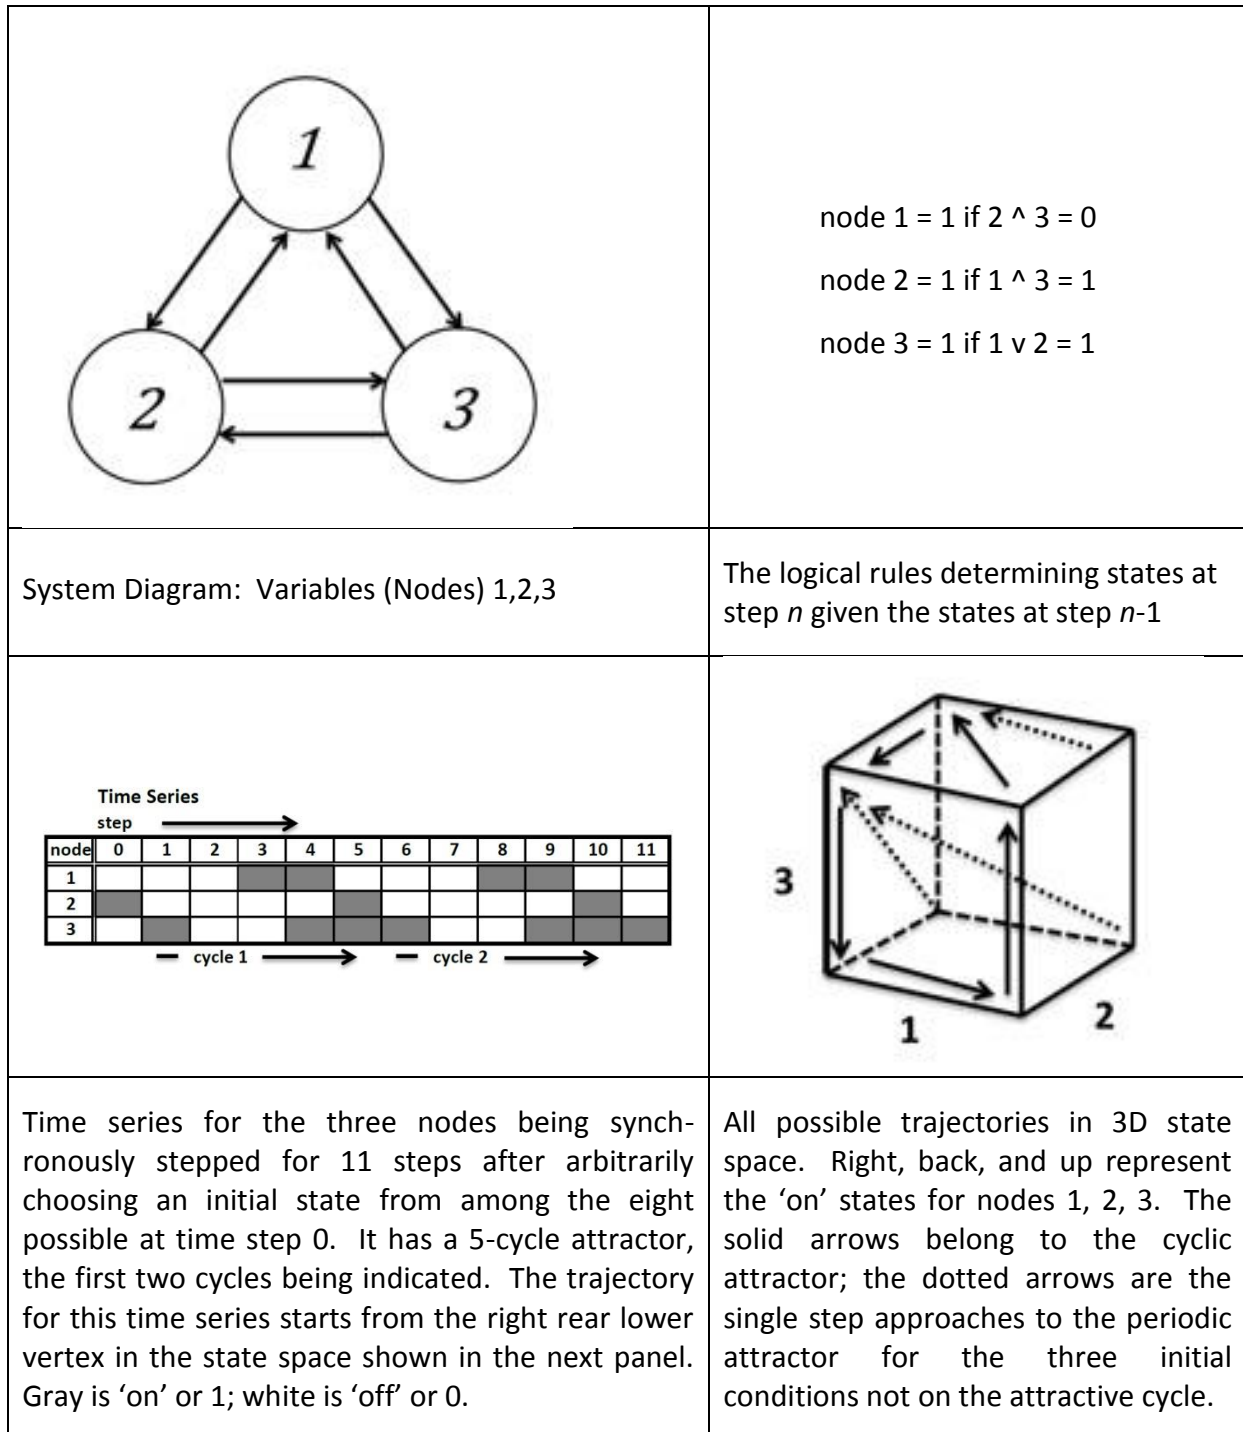 1
2
3
node 1 = 1 if 2 ^ 3 = 0
node 2 = 1 if 1 ^ 3 = 1
node 3 = 1 if 1 v 2 = 1
System Diagram: Variables (Nodes) 1,2,3
The logical rules determining states at
step n given the states at step n-1
Time Series
step
node 0 1 2 3 4 5 6 7 8 9 10 11
1
2
3
cycle 1 cycle 2
3
2
1
Time series for the three nodes being synch-
ronously stepped for 11 steps after arbitrarily
choosing an initial state from among the eight
possible at time step 0. It has a 5-cycle attractor,
the first two cycles being indicated. The trajectory
for this time series starts from the right rear lower
vertex in the state space shown in the next panel.
Gray is ‘on’ or 1; white is ‘off’ or 0.
All possible trajectories in 3D state
space. Right, back, and up represent
the ‘on’ states for nodes 1, 2, 3. The
solid arrows belong to the cyclic
attractor; the dotted arrows are the
single step approaches to the periodic
attractor for the three initial
conditions not on the attractive cycle.